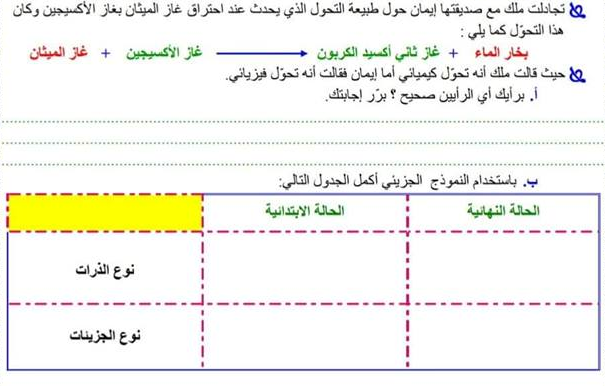 تجادلت ملك مع صديقتها إيمان حول طبيعة التحول الذي يحدث عند احتراق غاز الميثان بغاز الأكسيجين وكان
هذا التحوّل كما يلي :
غاز الميثان + غاز الأكسيجين ⟶ غاز ثاني أكسيد الكربون + بخار الماء
حيث قالت ملك أنه تحوّل كيميائي أما إيمان فقالت أنه تحوّل فيزيائي.
أ. برأيك أي الرأيين صحيح ؟ برّر إجابتك.
ب. باستخدام النموذج الجزيئي أكمل الجدول التالي:
الحالة النهائية الحالة الابتدائية
نوع الذرات
نوع الجزيئات